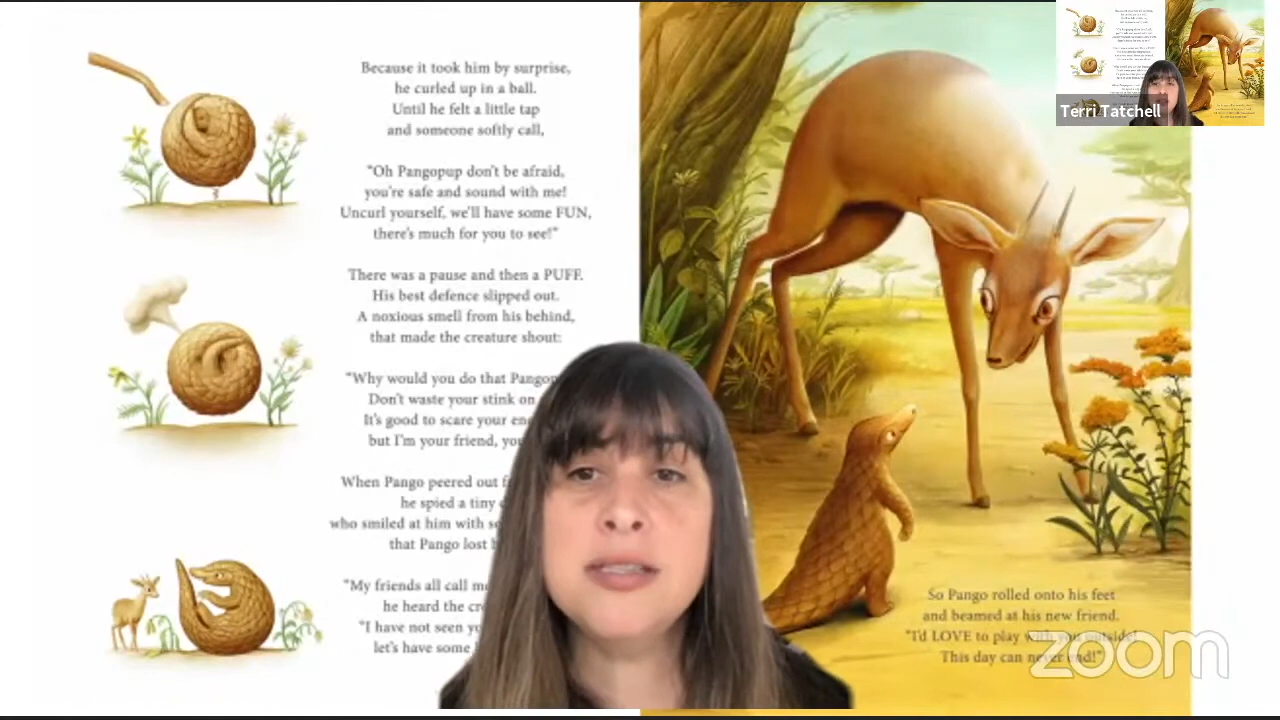 Because it took him by surprise,
he curled up in a ball.
Until he felt a little tap
and someone softly call,
“Oh Pangopup don’t be afraid,
you’re safe and sound with me!
Uncurl yourself, we’ll have some FUN,
there’s much for you to see!”
There was a pause and then a PUFF.
His best defence slipped out.
A noxious smell from his behind,
that made the creature shout:
“Why would you do that
Don’t waste your stink on
It’s good to scare your
but I’m your friend,
When Pango peered out
he spied a tiny
who smiled at him with
that Pango lost
“My friends all call
he heard the
“I have not seen
let’s have some
So Pango rolled onto his feet
and beamed at his new friend.
“I’d LOVE to play with you outside!
This day can never end!”
zoom
Terri Tatchell